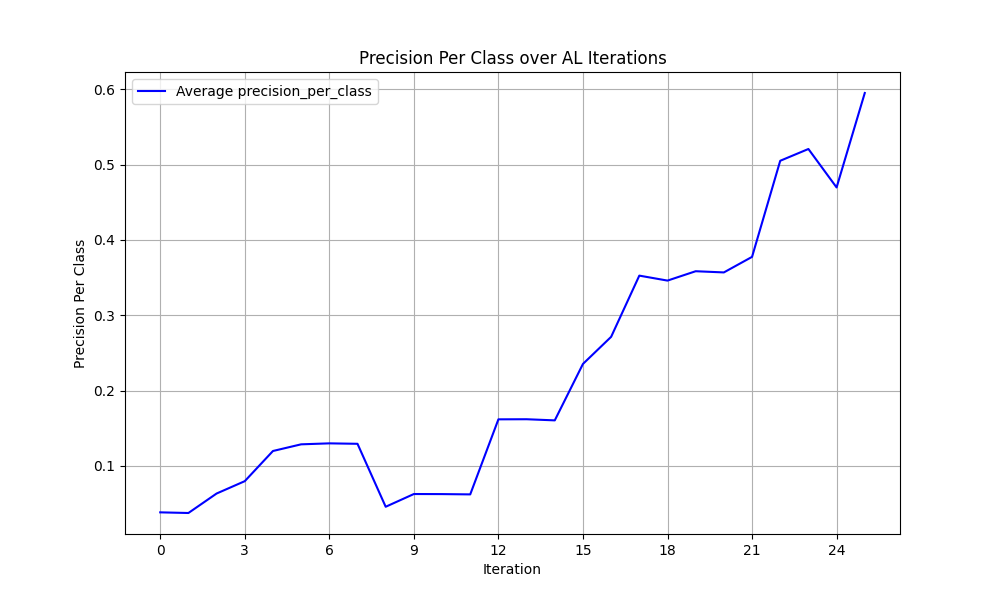 Precision Per Class over AL Iterations
Average precision_per_class
Precision Per Class
0.6
0.5
0.4
0.3
0.2
0.1
0 3 6 9 12 15 18 21 24
Iteration